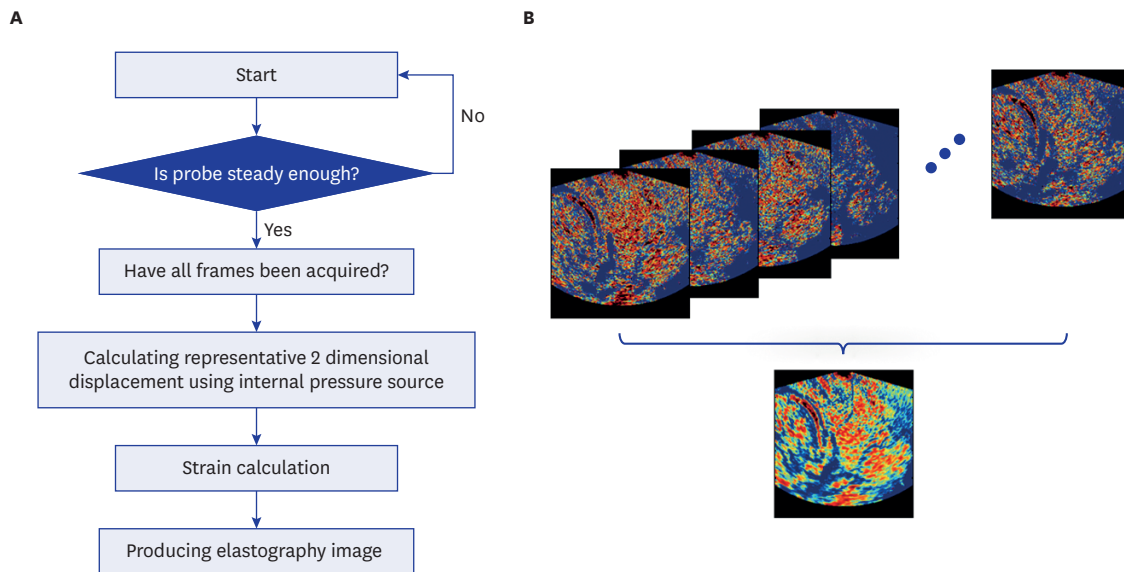 A
Start
No
Is probe steady enough?
Yes
Have all frames been acquired?
Calculating representative 2 dimensional
displacement using internal pressure source
Strain calculation
Producing elastography image
B